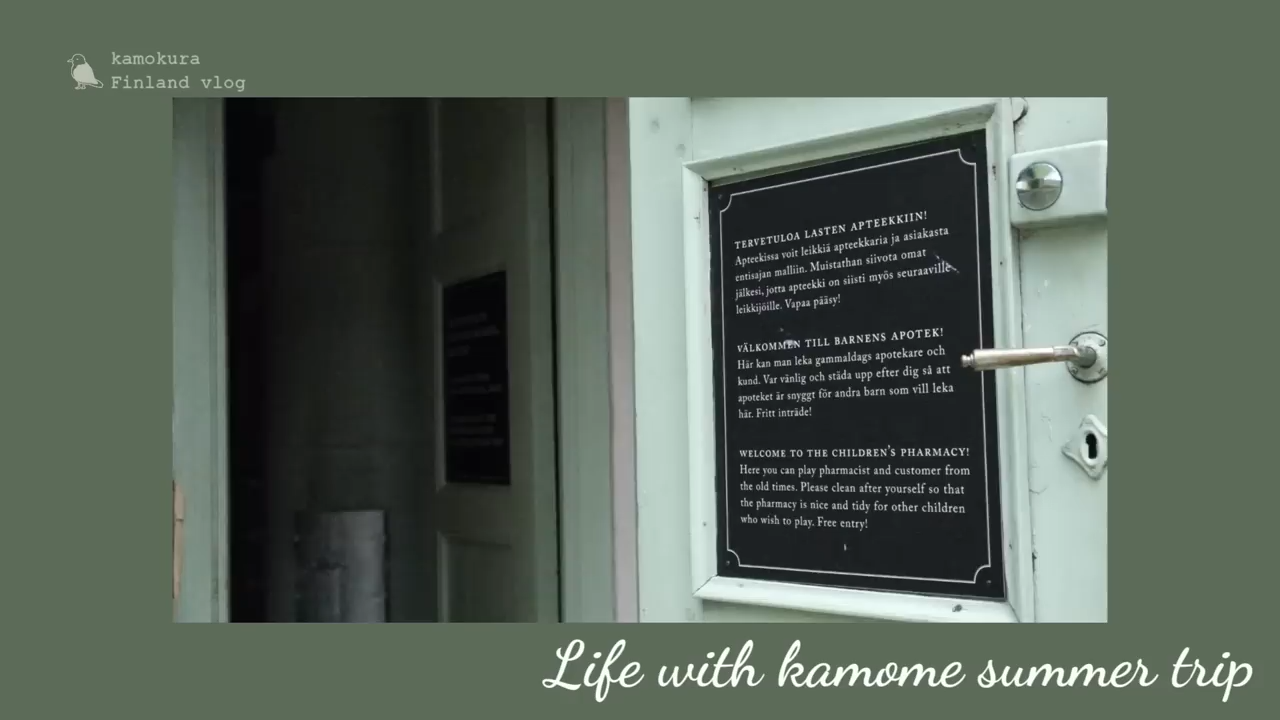 kamokura
Finland vlog
TERVETULOA LASTEN APTEEKKIIN!
Apteekissa voit leikkiä apteekkaria ja asiakasta
entisajan malliin. Muistathan siivota omat
jälkesi, jotta apteekki on siisti myös seuraaville
leikkijöille. Vapaa pääsy!
VÄLKOMMEN TILL BARNENS APOTEK!
Här kan man leka gammaldags apotekare och
kund. Var vänlig och städa upp efter dig så att
apoteket är snyggt för andra barn som vill leka
här. Fritt inträde!
WELCOME TO THE CHILDREN'S PHARMACY!
Here you can play pharmacist and customer from
the old times. Please clean after yourself so that
the pharmacy is nice and tidy for other children
who wish to play. Free entry!
Life with kamome summer trip